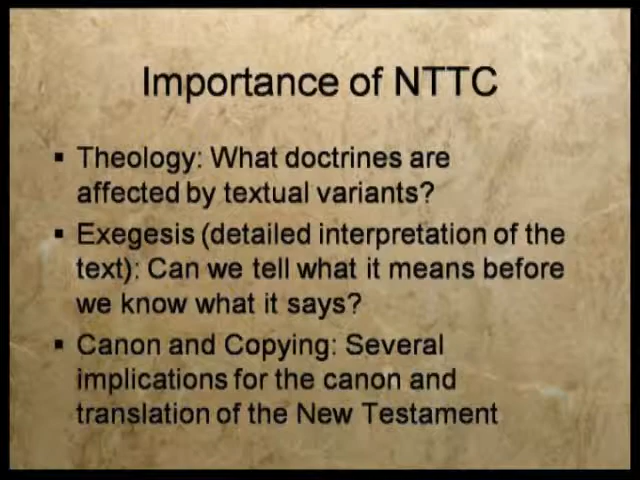 Importance of NTTC
▪ Theology: What doctrines are
affected by textual variants?
▪ Exegesis (detailed interpretation of the
text): Can we tell what it means before
we know what it says?
▪ Canon and Copying: Several
implications for the canon and
translation of the New Testament